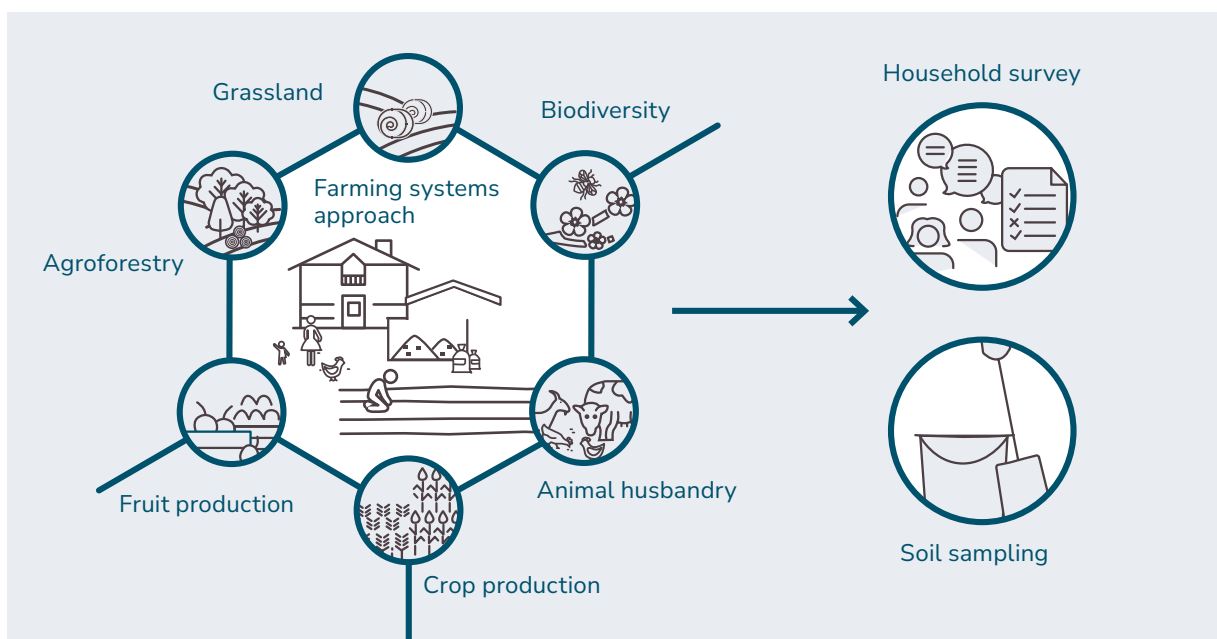 Household survey
Grassland
Biodiversity
Farming systems
approach
Agroforestry
Fruit production
Animal husbandry
Soil sampling
Crop production